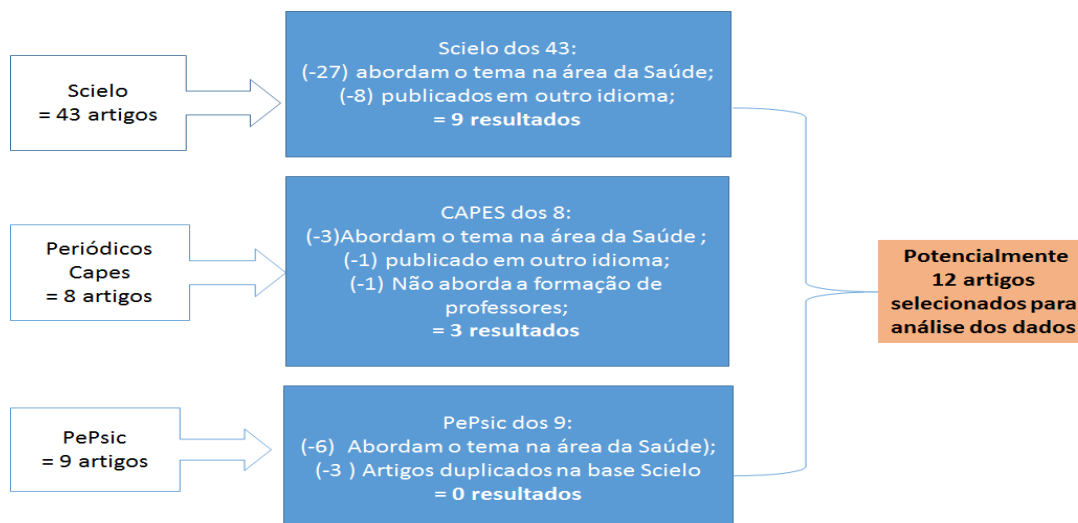 Scielo
= 43 artigos
Scielo dos 43:
(-27) abordam o tema na área da Saúde;
(-8) publicados em outro idioma;
= 9 resultados
Periódicos
Capes
= 8 artigos
CAPES dos 8:
(-3)Abordam o tema na área da Saúde ;
(-1) publicado em outro idioma;
(-1) Não aborda a formação de
professores;
= 3 resultados
PePsic
= 9 artigos
PePsic dos 9:
(-6) Abordam o tema na área da Saúde);
(-3 ) Artigos duplicados na base Scielo
= 0 resultados
Potencialmente
12 artigos
selecionados para
análise dos dados